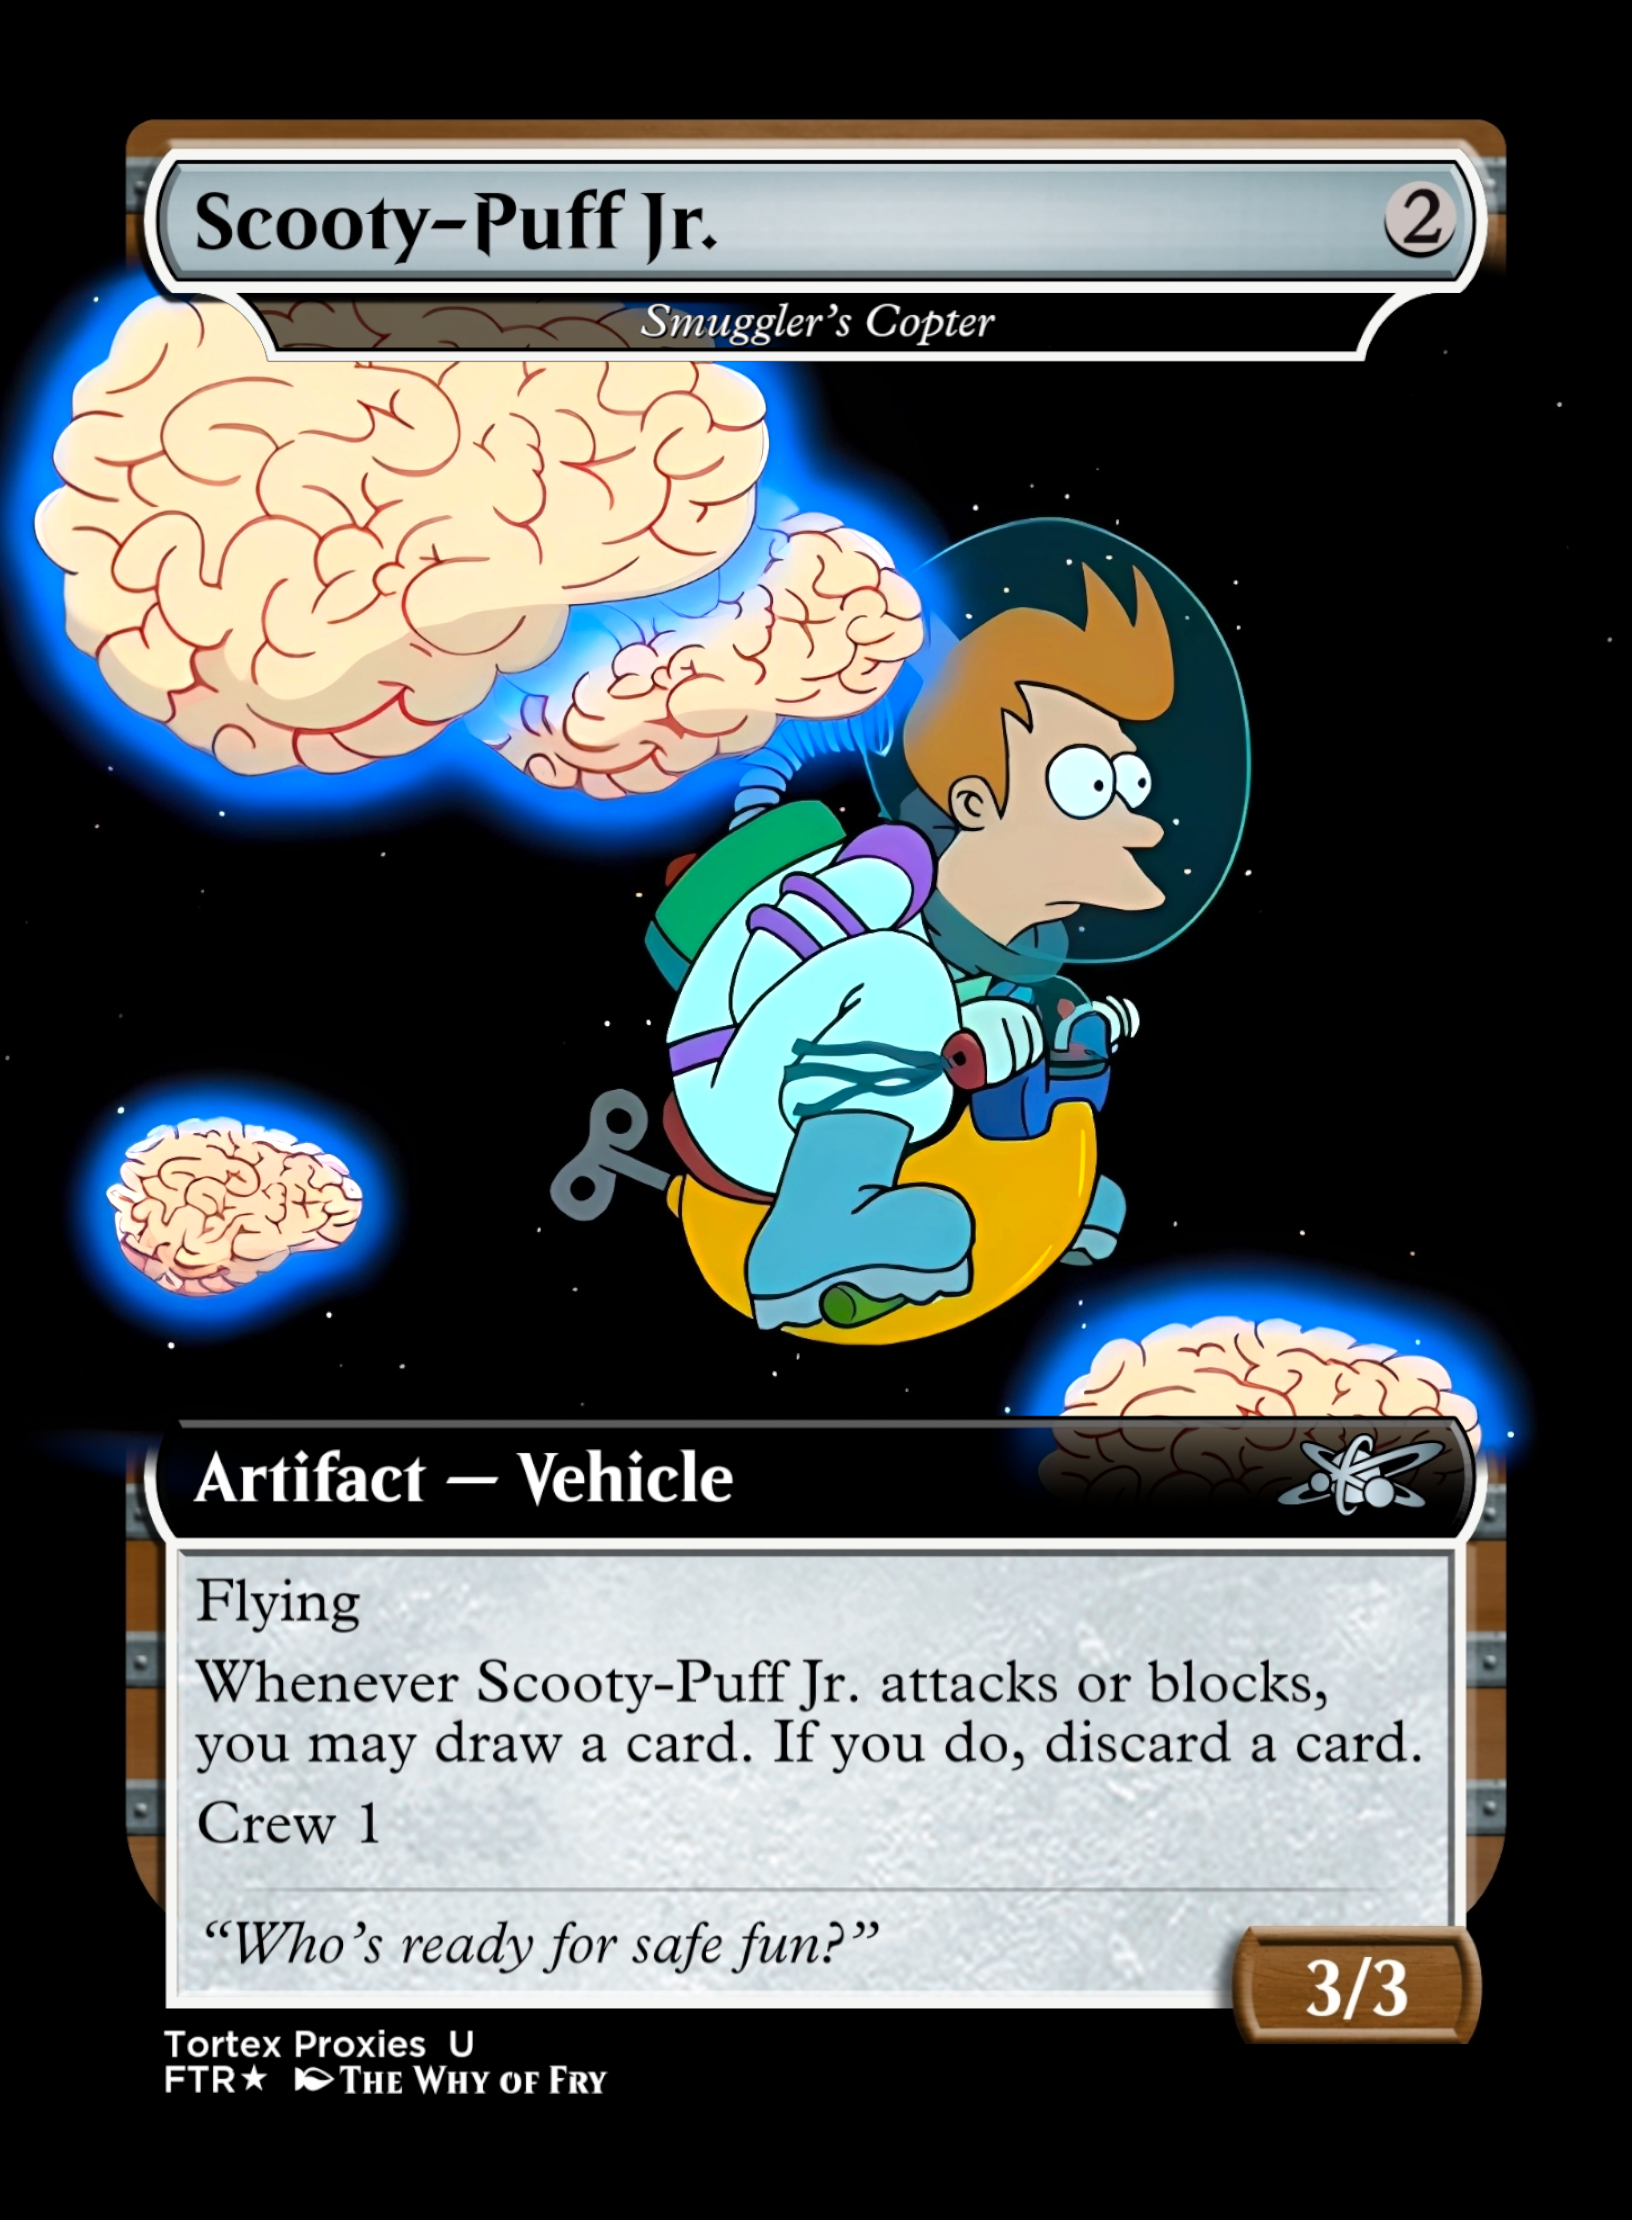 Scooty-Puff Jr. 2
Smuggler's Copter
Artifact — Vehicle
Flying
Whenever Scooty-Puff Jr. attacks or blocks,
you may draw a card. If you do, discard a card.
Crew 1
“Who’s ready for safe fun?”
3/3
Tortex Proxies U
FTR★ The Why of Fry